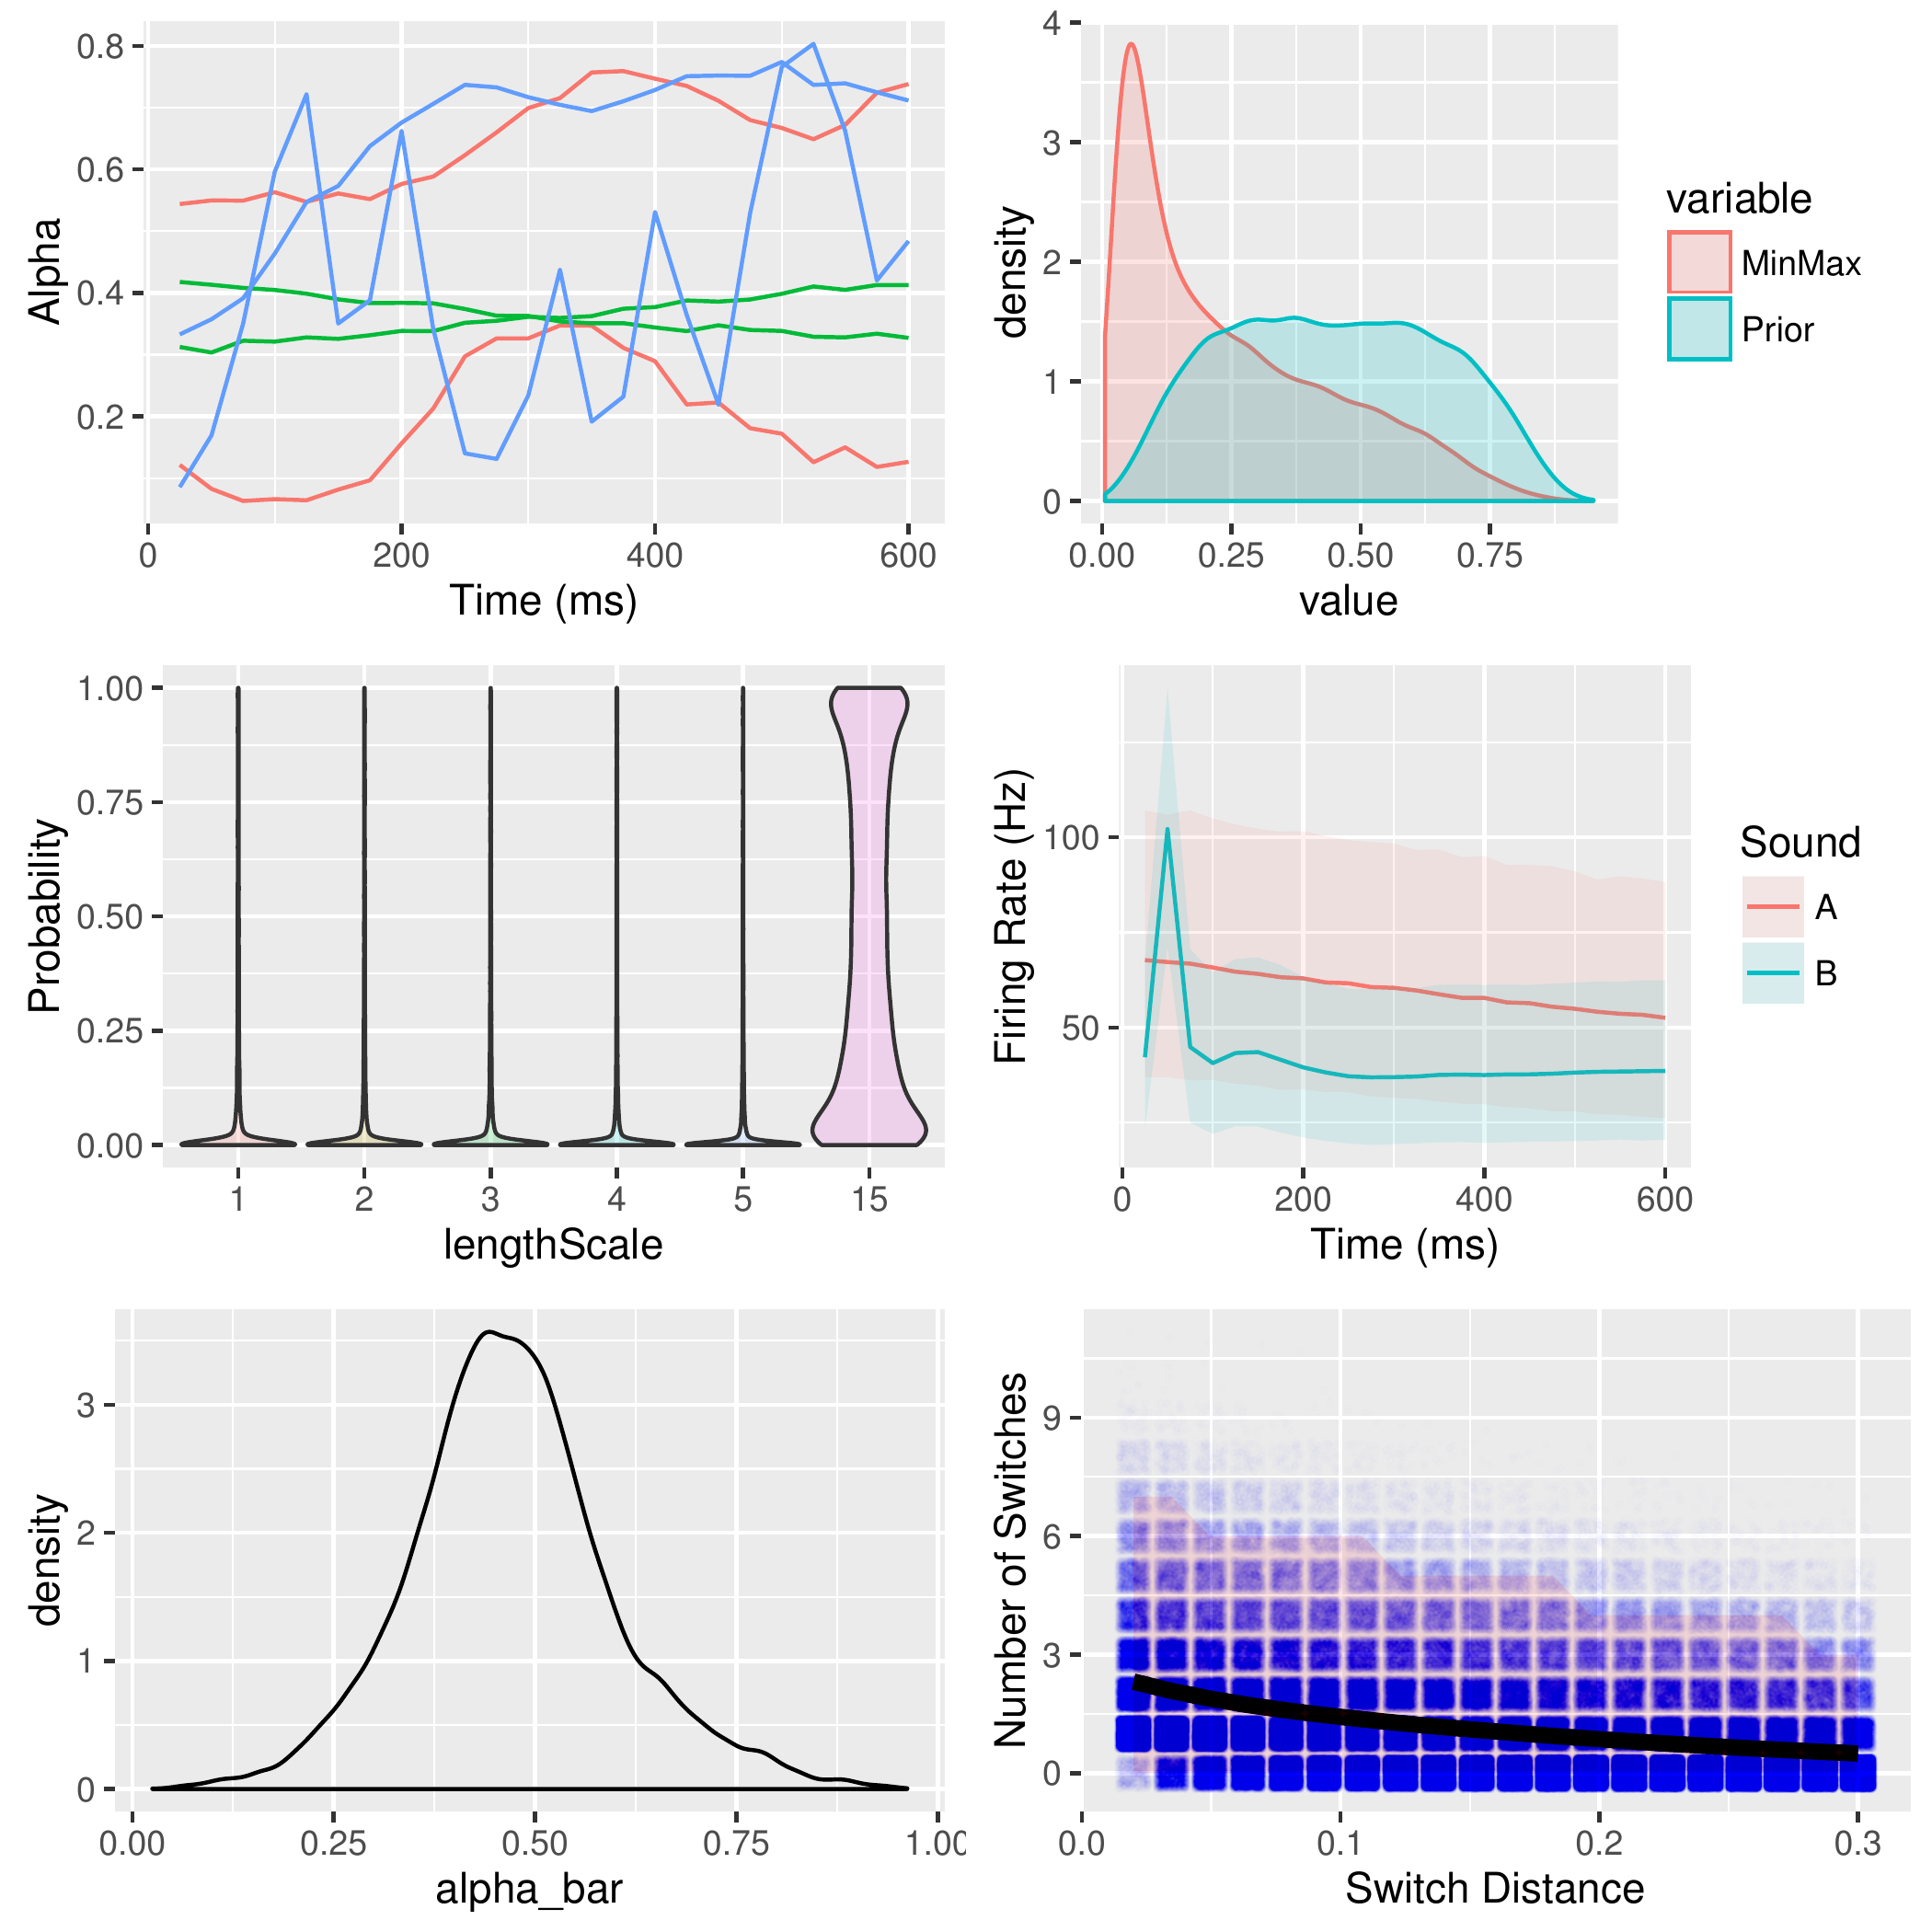 0.8
0.6
0.4
0.2
Alpha
0
200
400
600
Time (ms)
4
3
2
1
0
density
0.00
0.25
0.50
0.75
value
variable
MinMax
Prior
1.00
0.75
0.50
0.25
0.00
Probability
1
2
3
4
5
15
lengthScale
100
50
Firing Rate (Hz)
0
200
400
600
Time (ms)
Sound
A
B
3
2
1
0
density
0.00
0.25
0.50
0.75
1.00
alpha_bar
9
6
3
0
Number of Switches
0.0
0.1
0.2
0.3
Switch Distance